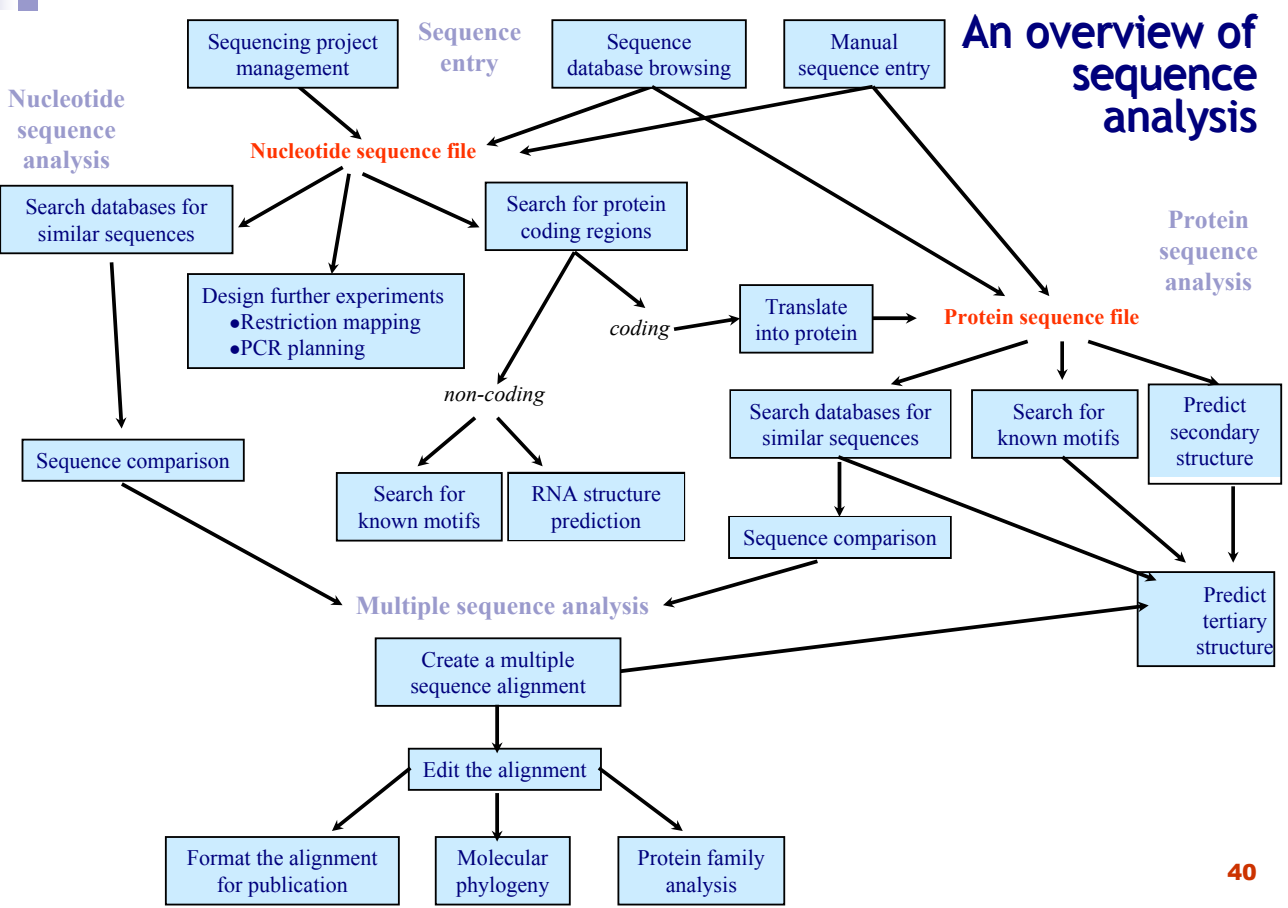 An overview of
sequence
analysis
Sequencing project
management
Sequence
entry
Sequence
database browsing
Manual
sequence entry
Nucleotide
sequence
analysis
Nucleotide sequence file
Search databases for
similar sequences
Search for protein
coding regions
Protein
sequence
analysis
Design further experiments
●Restriction mapping
●PCR planning
coding
Translate
into protein
Protein sequence file
non-coding
Search databases for
similar sequences
Search for
known motifs
Predict
secondary
structure
Sequence comparison
Search for
known motifs
RNA structure
prediction
Sequence comparison
Predict
tertiary
structure
Multiple sequence analysis
Create a multiple
sequence alignment
Edit the alignment
Format the alignment
for publication
Molecular
phylogeny
Protein family
analysis
40